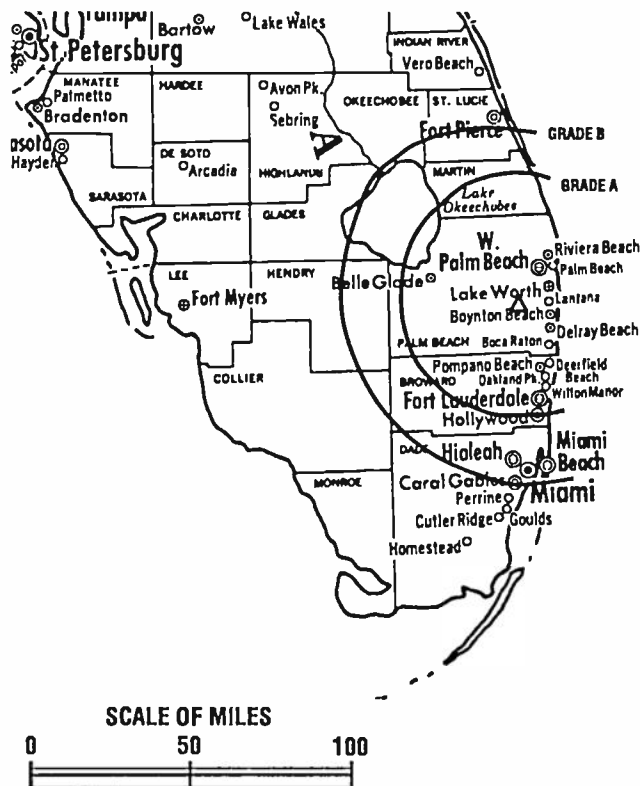 Tampa
Bartow
Lake Wales
St. Petersburg
INDIAN RIVER
Vero Beach
MANATEE
HARDEE
Avon Pk.
OKEECHOBEE
ST. LUCIE
Palmetto
Bradenton
Sebring
Fort Pierce
GRADE B
asota
Hayden
DE SOTO
Arcadia
HIGHLANDS
MARTIN
GRADE A
SARASOTA
Lake
Okeechobee
CHARLOTTE
GLADES
W.
Palm Beach
Riviera Beach
Palm Beach
LEE
HENDRY
Belle Glade
Lake Worth
Lantana
Fort Myers
Boynton Beach
Delray Beach
PALM BEACH
Boca Raton
COLLIER
Pompano Beach
Deerfield
Beach
BROWARD
Oakland Pk.
Wilton Manor
Fort Lauderdale
Hollywood
DADE
Hialeah
Miami
Beach
MONROE
Caral Gables
Miami
Perrine
Cutler Ridge
Goulds
Homestead
SCALE OF MILES
0 50 100